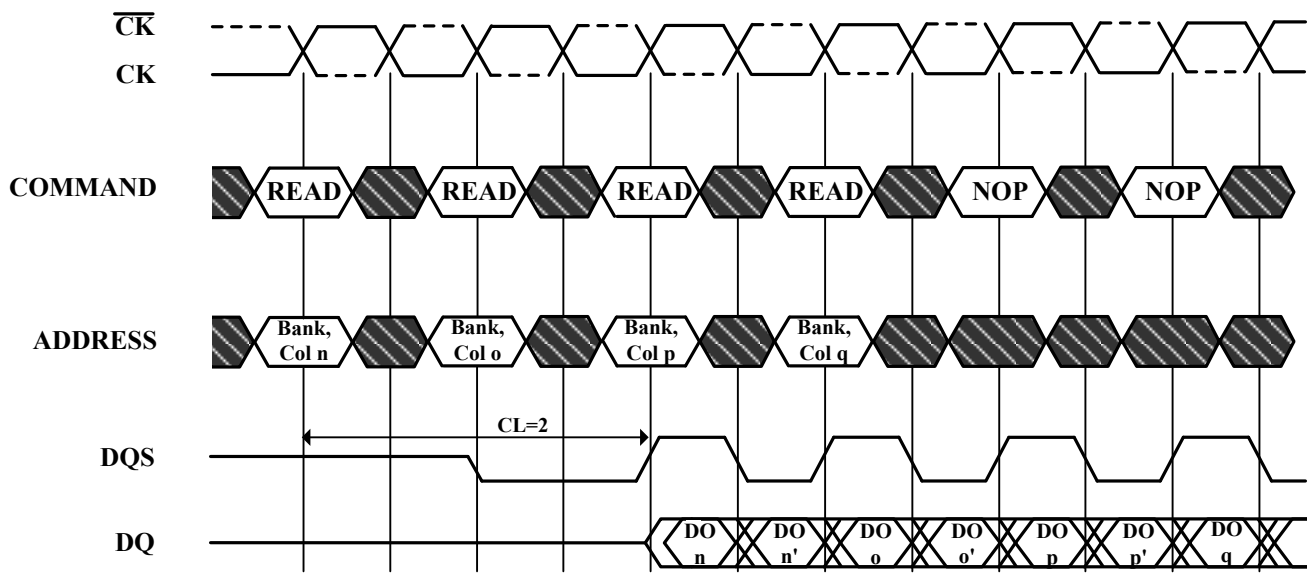 CK
CK
COMMAND READ READ READ READ NOP NOP
ADDRESS
Bank, Bank, Bank, Bank,
Col n Col o Col p Col q
CL=2
DQS
DQ
DO DO DO DO DO DO DO
n n' o o' p p' q